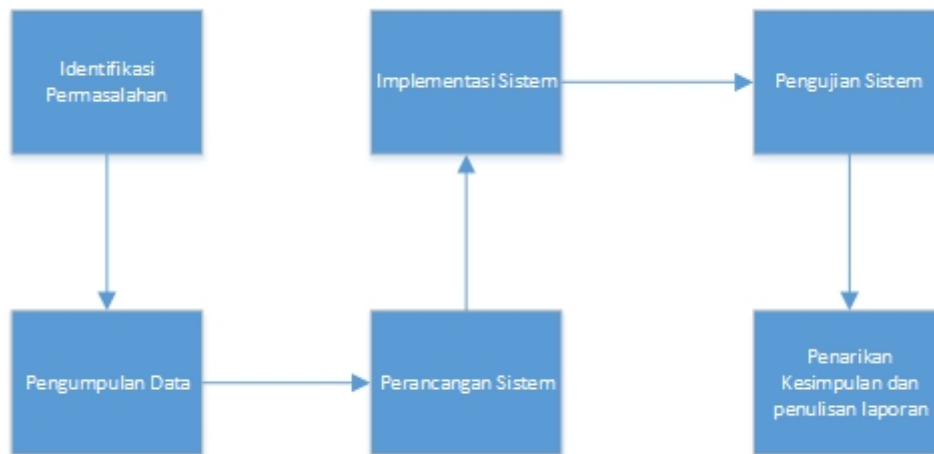 Identifikasi
Permasalahan
Pengumpulan Data
Perancangan Sistem
Implementasi Sistem
Pengujian Sistem
Penarikan
Kesimpulan dan
penulisan laporan